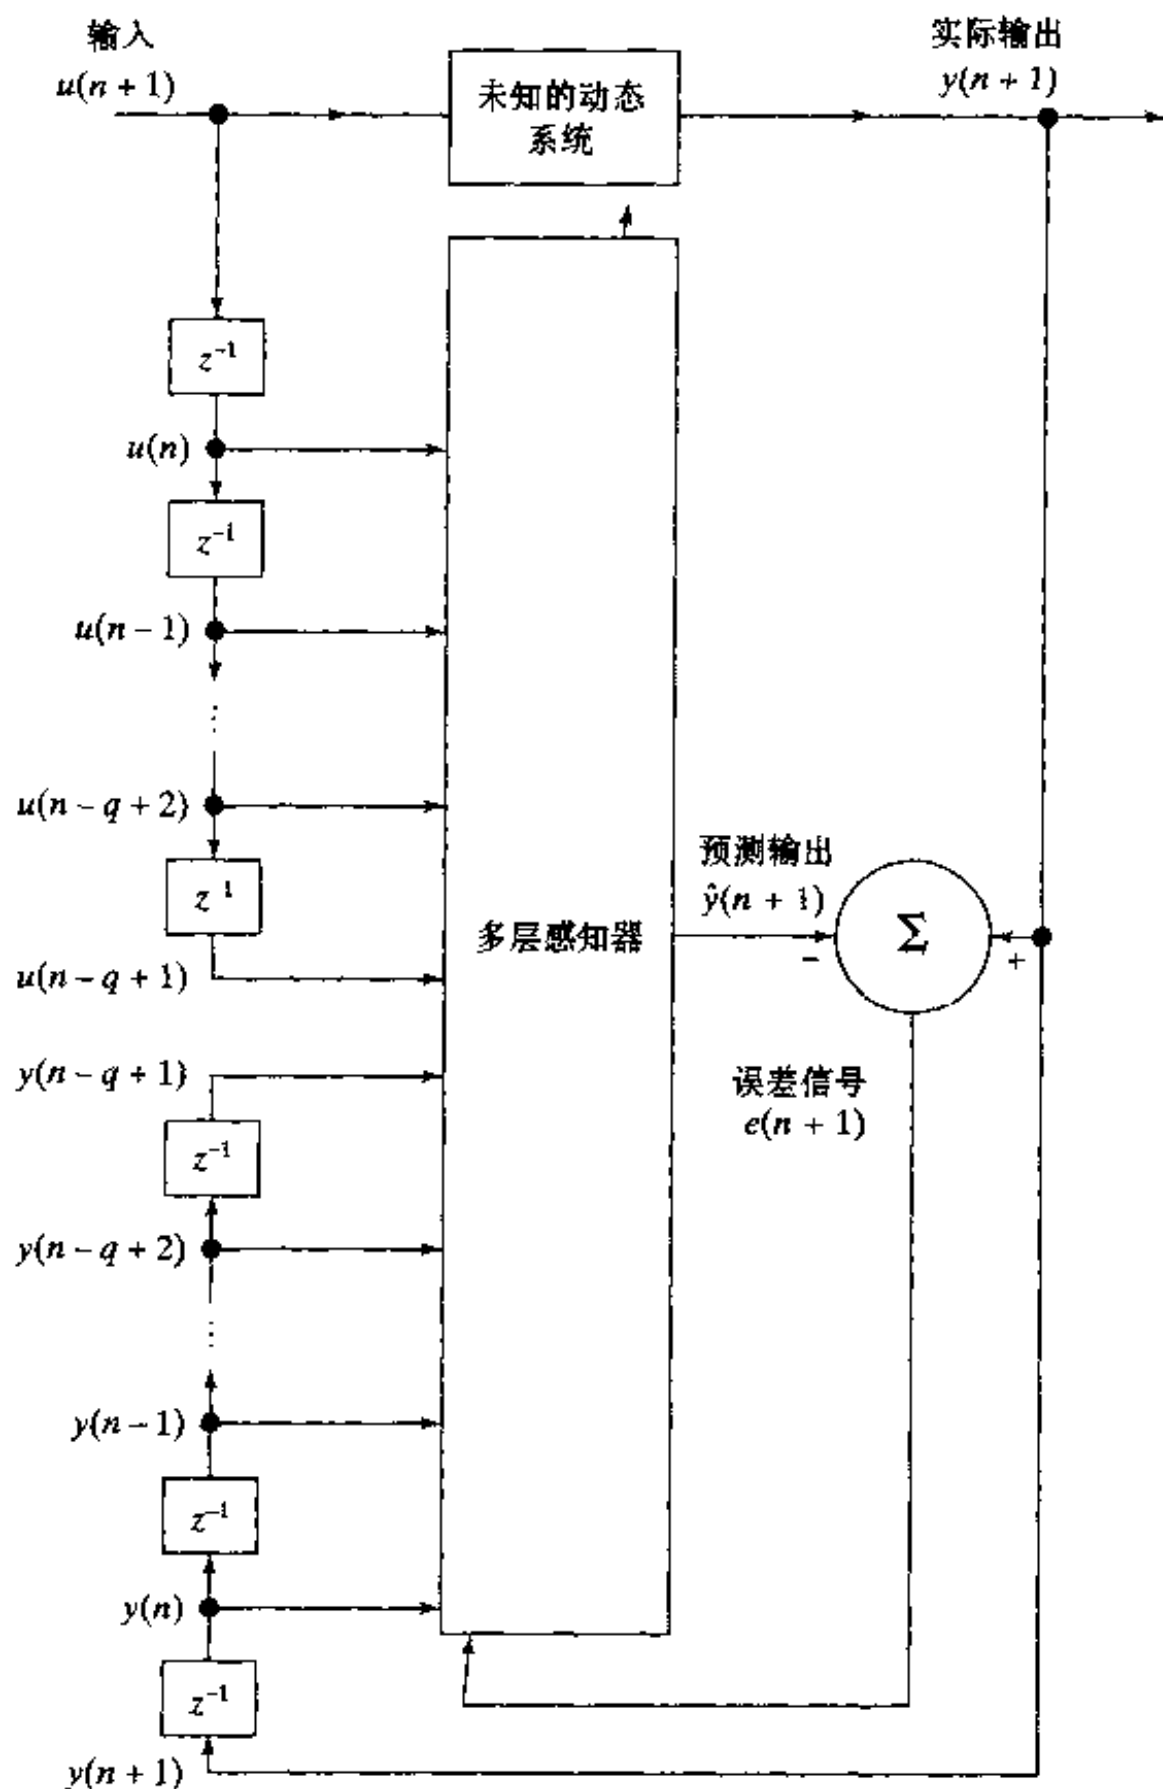 输入
u(n + 1)
未知的动态
系统
实际输出
y(n + 1)
z⁻¹
u(n)
z⁻¹
u(n − 1)
⋮
u(n − q + 2)
z⁻¹
u(n − q + 1)
多层感知器
预测输出
ŷ(n + 1)
Σ
−
+
误差信号
e(n + 1)
y(n − q + 1)
z⁻¹
y(n − q + 2)
⋮
y(n − 1)
z⁻¹
y(n)
z⁻¹
y(n + 1)